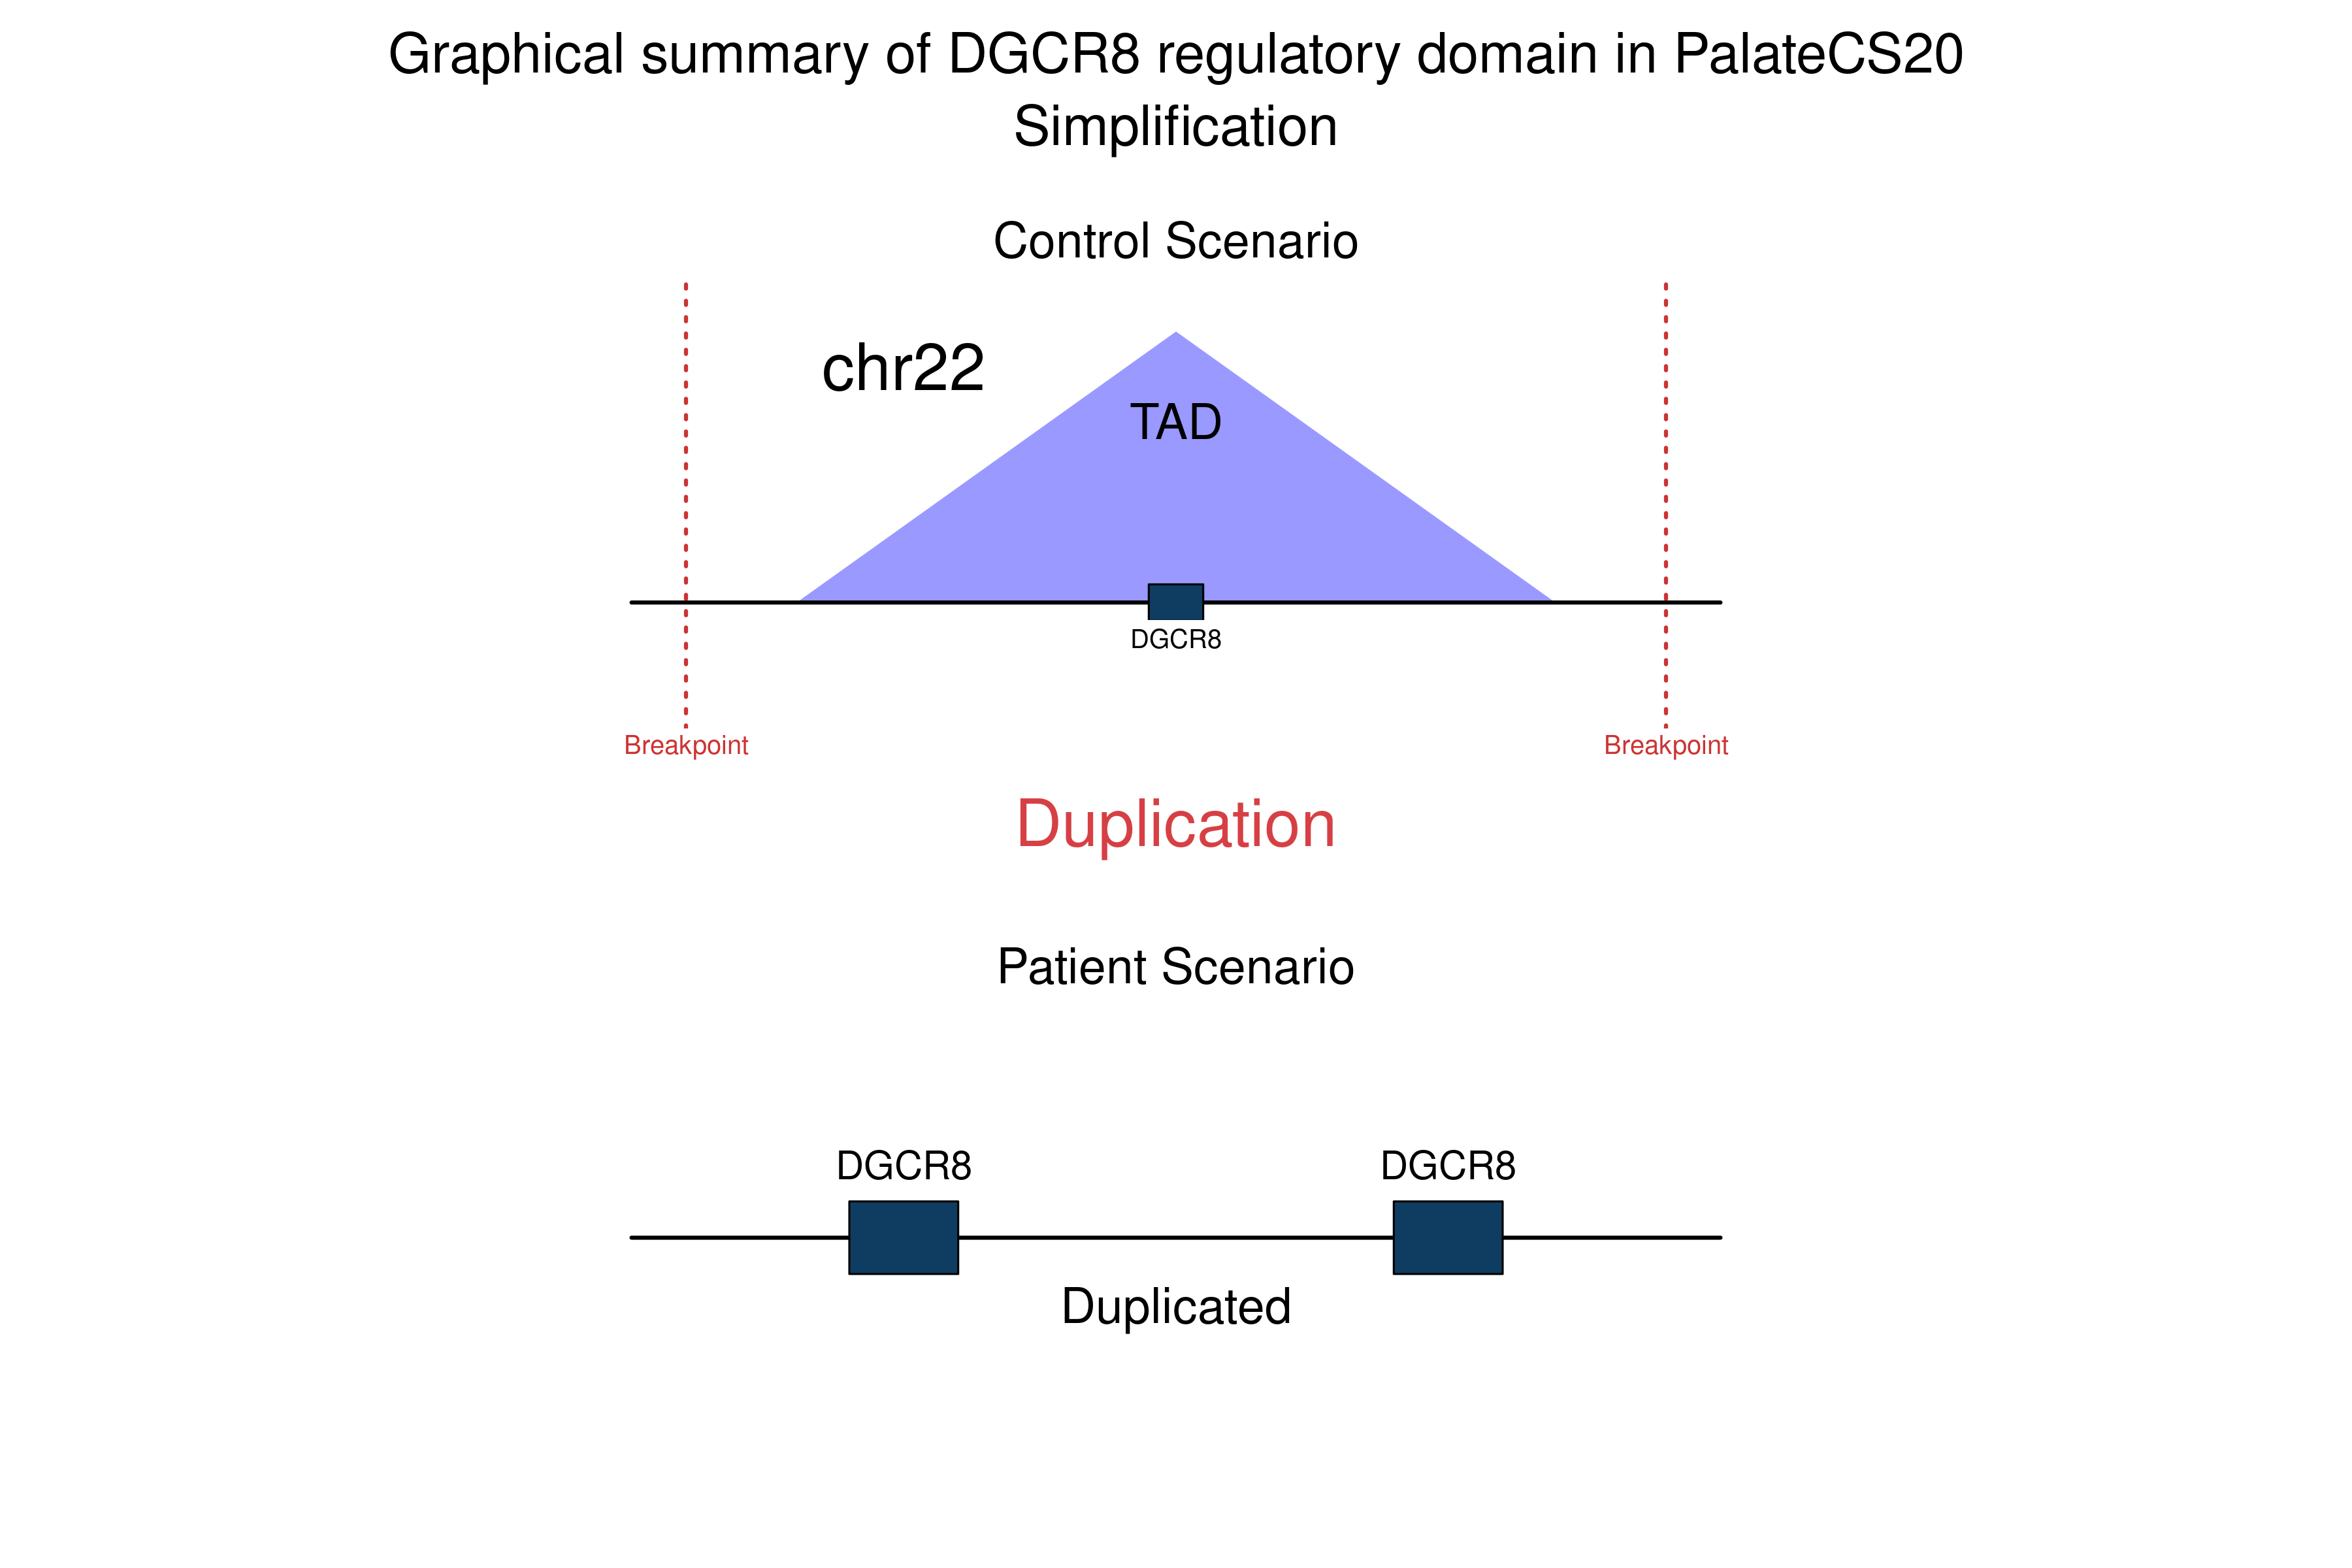 Graphical summary of DGCR8 regulatory domain in PalateCS20
Simplification
Control Scenario
chr22
TAD
DGCR8
Breakpoint
Breakpoint
Duplication
Patient Scenario
DGCR8
DGCR8
Duplicated